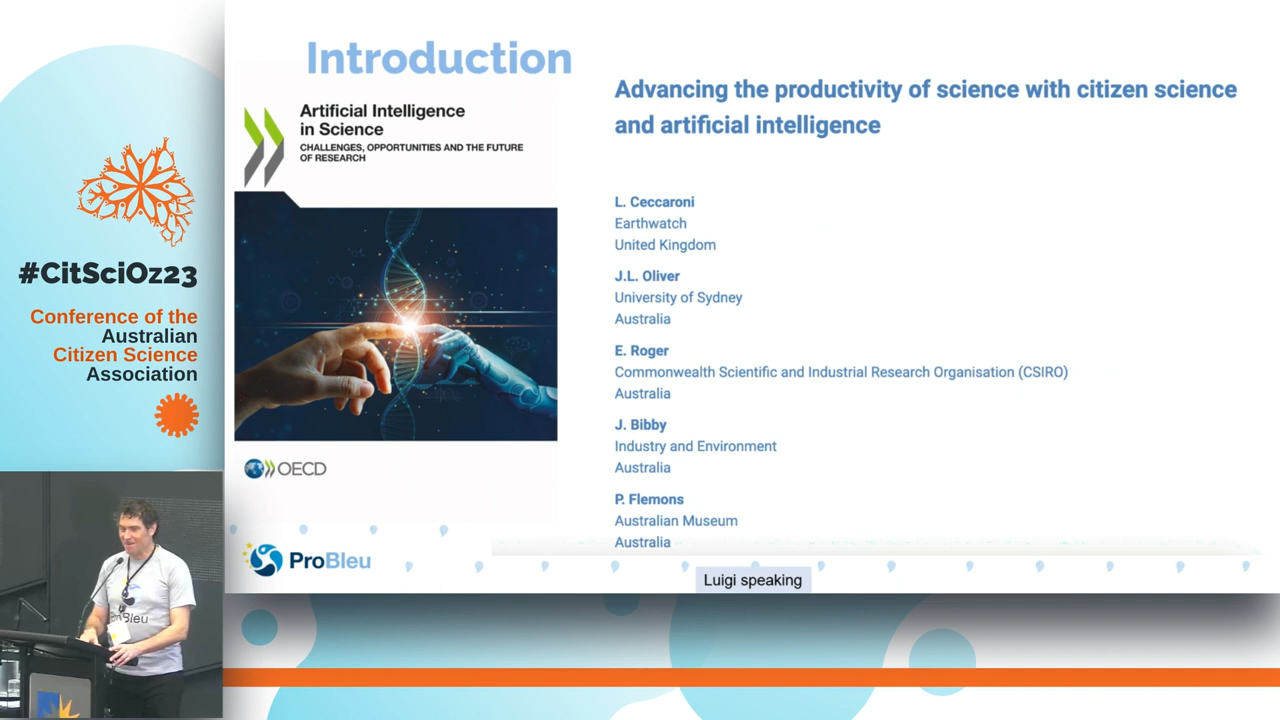 Introduction
Artificial Intelligence
in Science
CHALLENGES, OPPORTUNITIES AND THE FUTURE
OF RESEARCH
OECD
ProBleu
Advancing the productivity of science with citizen science
and artificial intelligence
L. Ceccaroni
Earthwatch
United Kingdom
J.L. Oliver
University of Sydney
Australia
E. Roger
Commonwealth Scientific and Industrial Research Organisation (CSIRO)
Australia
J. Bibby
Industry and Environment
Australia
P. Flemons
Australian Museum
Australia
Luigi speaking
#CitSciOz23
Conference of the
Australian
Citizen Science
Association
ProBleu